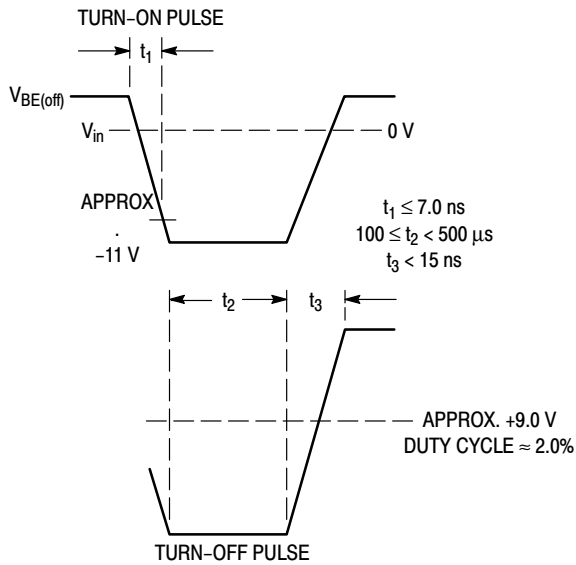 TURN–ON PULSE
t1
VBE(off)
Vin
0 V
APPROX
.
–11 V
t1 ≤ 7.0 ns
100 ≤ t2 < 500 μs
t3 < 15 ns
t2
t3
APPROX. +9.0 V
DUTY CYCLE ≈ 2.0%
TURN–OFF PULSE